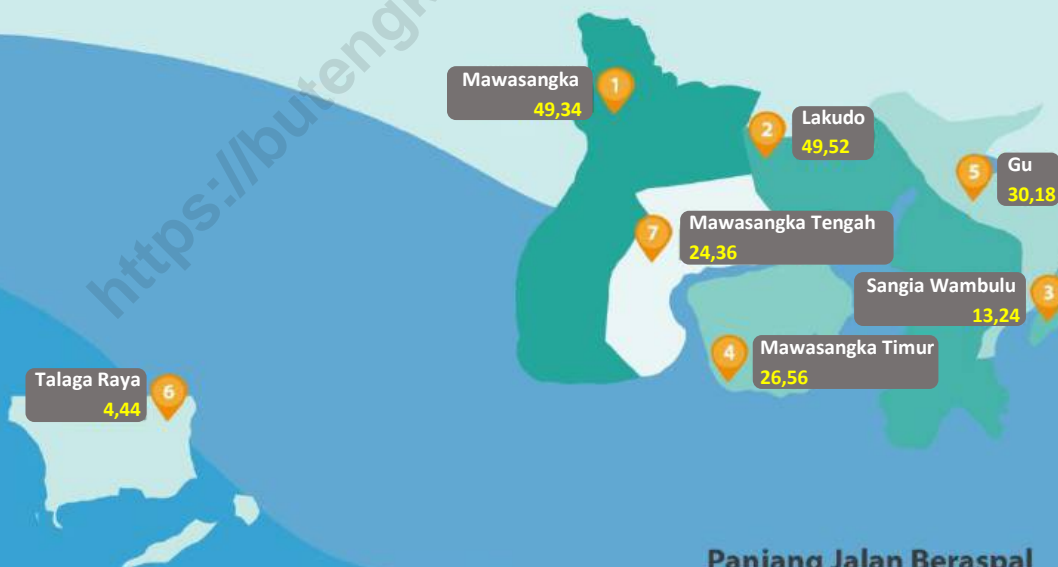 https://buteng
Mawasangka
1
49,34
2
Lakudo
49,52
5
Gu
30,18
7
Mawasangka Tengah
24,36
Sangia Wambulu
3
13,24
4
Mawasangka Timur
26,56
Talaga Raya
6
4,44
Panjang Jalan Beraspal